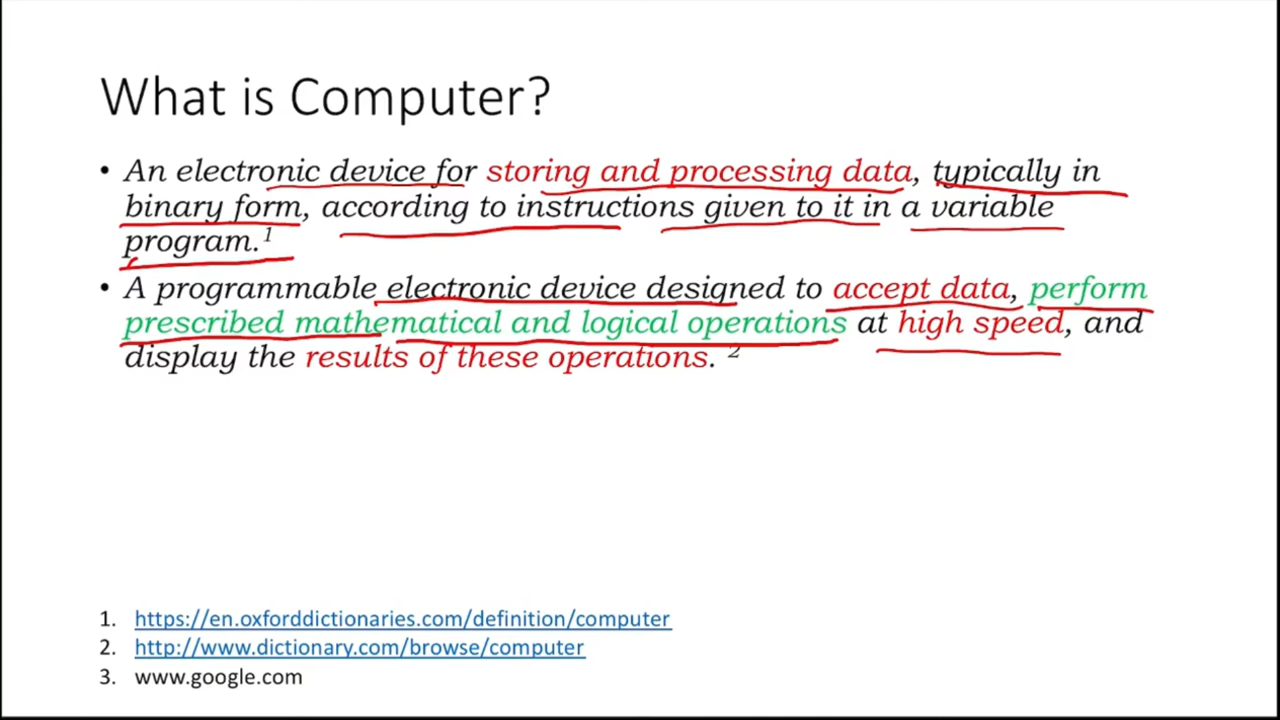 What is Computer?
• An electronic device for storing and processing data, typically in
binary form, according to instructions given to it in a variable
program.1
• A programmable electronic device designed to accept data, perform
prescribed mathematical and logical operations at high speed, and
display the results of these operations. 2
1. https://en.oxforddictionaries.com/definition/computer
2. http://www.dictionary.com/browse/computer
3. www.google.com